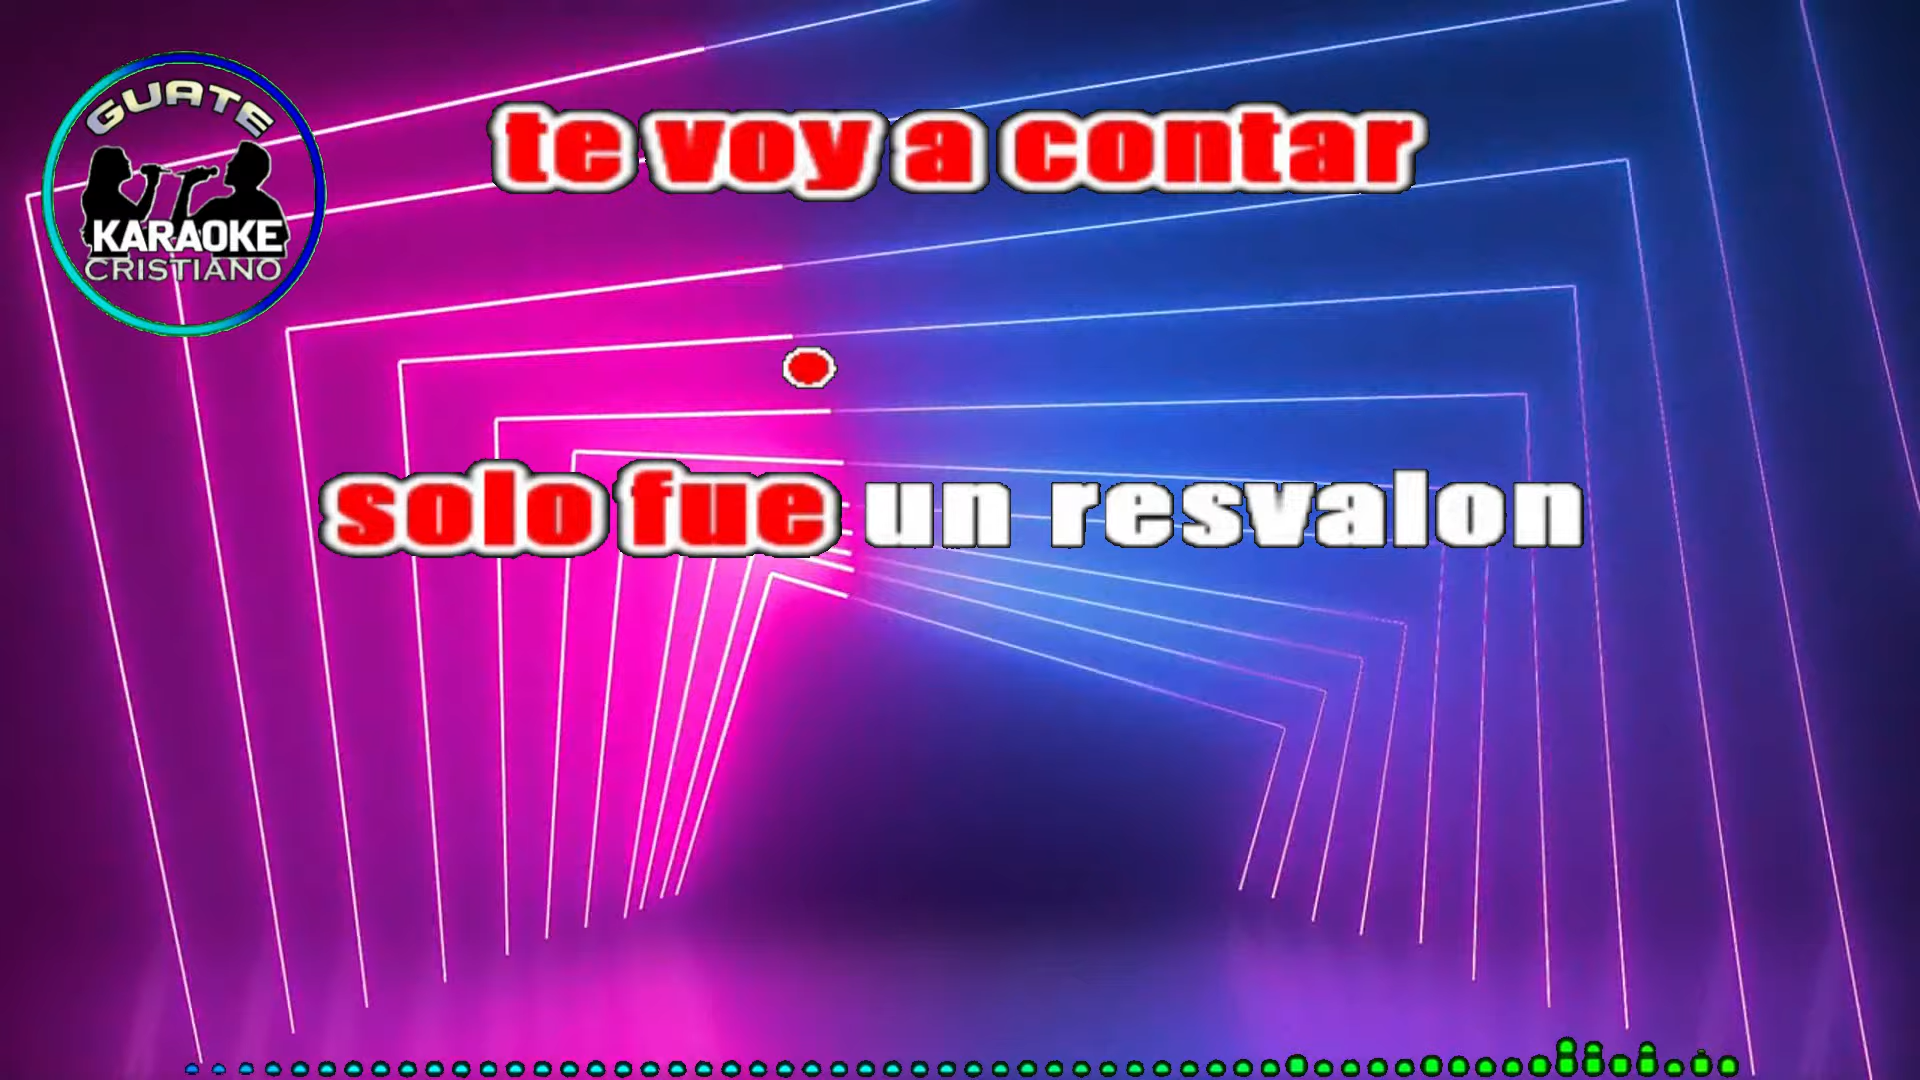 GUATE
KARAOKE
CRISTIANO
te voy a contar
solo fue un resvalon